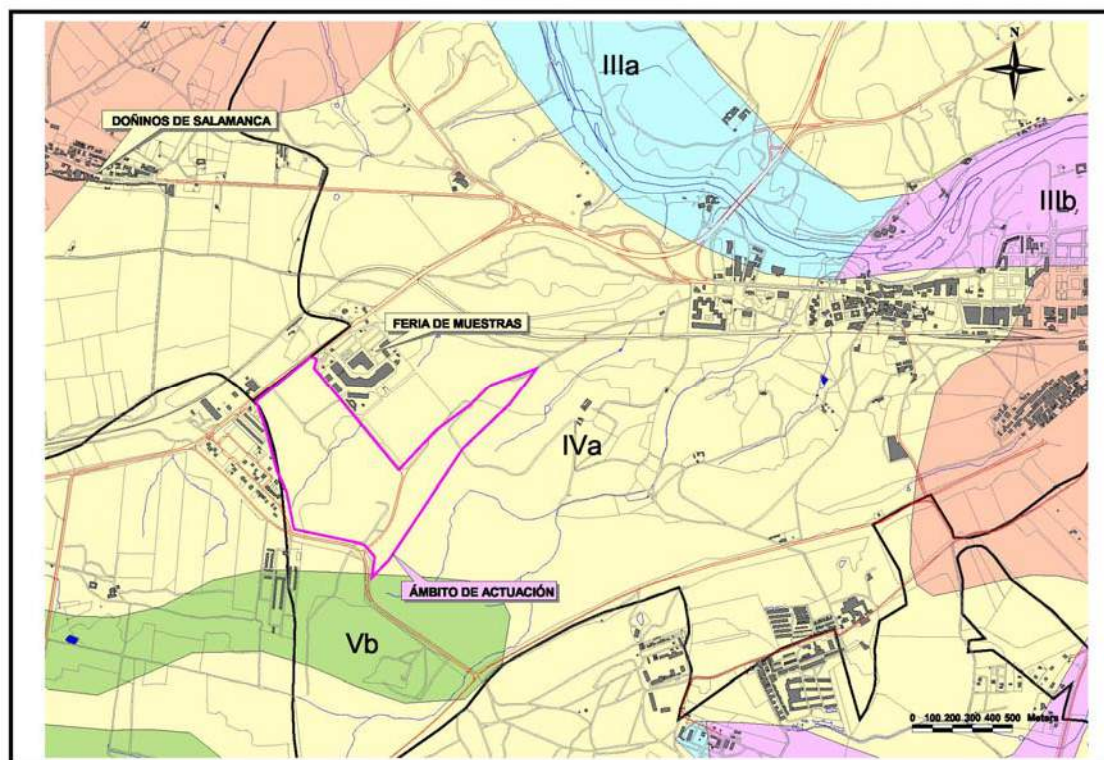 N
IIIa
DOÑINOS DE SALAMANCA
IIIb
FERIA DE MUESTRAS
IVa
ÁMBITO DE ACTUACIÓN
Vb
0 100 200 300 400 500 Meters